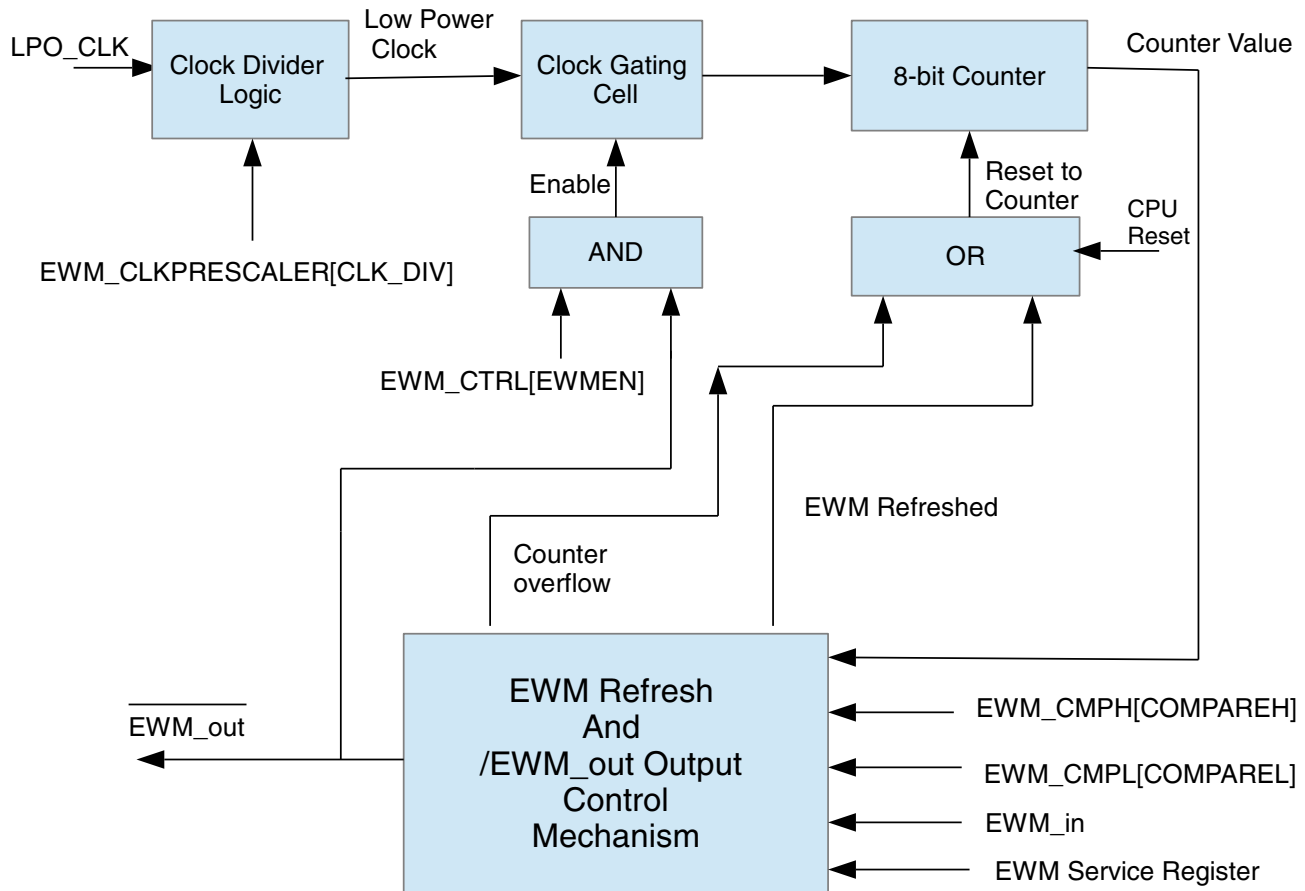 LPO_CLK
Clock Divider
Logic
Low Power
Clock
Clock Gating
Cell
8-bit Counter
Counter Value
Enable
Reset to
Counter
CPU
Reset
AND
OR
EWM_CLKPRESCALER[CLK_DIV]
EWM_CTRL[EWMEN]
Counter
overflow
EWM Refreshed
EWM_out
EWM Refresh
And
/EWM_out Output
Control
Mechanism
EWM_CMPH[COMPAREH]
EWM_CMPL[COMPAREL]
EWM_in
EWM Service Register